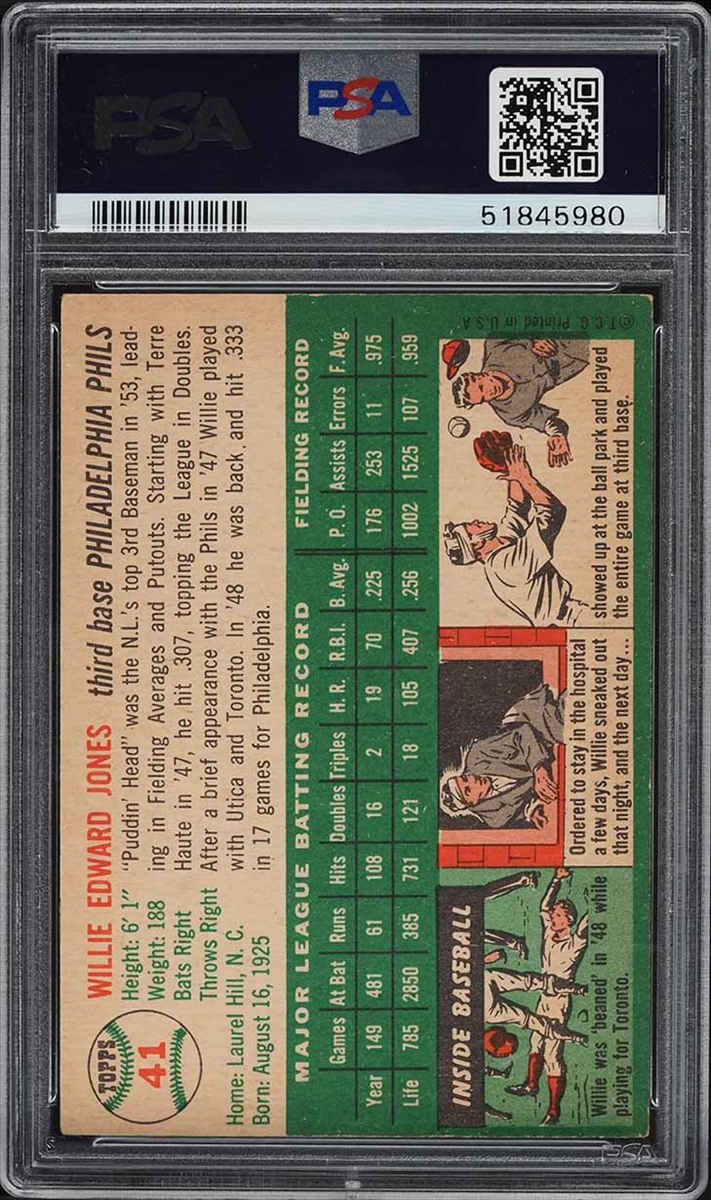 PSA
PSA
51845980
TOPPS
41
WILLIE EDWARD JONES third base PHILADELPHIA PHILS
Height: 6' 1"
Weight: 188
Bats Right
Throws Right
Home: Laurel Hill, N. C.
Born: August 16, 1925
"Puddin' Head" was the N.L.'s top 3rd Baseman in '53, lead-
ing in Fielding Averages and Putouts. Starting with Terre
Haute in '47, he hit .307, topping the League in Doubles.
After a brief appearance with the Phils in '47 Willie played
with Utica and Toronto. In '48 he was back and hit .333
in 17 games for Philadelphia.
MAJOR LEAGUE BATTING RECORD FIELDING RECORD
Games At Bat Runs Hits Doubles Triples H. R. R.B.I. B. Avg. P. O. Assists Errors F. Avg.
Year 149 481 61 108 16 2 19 70 .225 176 253 11 .975
Life 785 2850 385 731 121 18 105 407 .256 1002 1525 107 .959
INSIDE BASEBALL
Willie was 'beaned' in '48 while
playing for Toronto.
Ordered to stay in the hospital
a few days, Willie sneaked out
that night, and the next day...
showed up at the ball park and played
the entire game at third base.
©T.C.G. Printed in U.S.A.
PSA